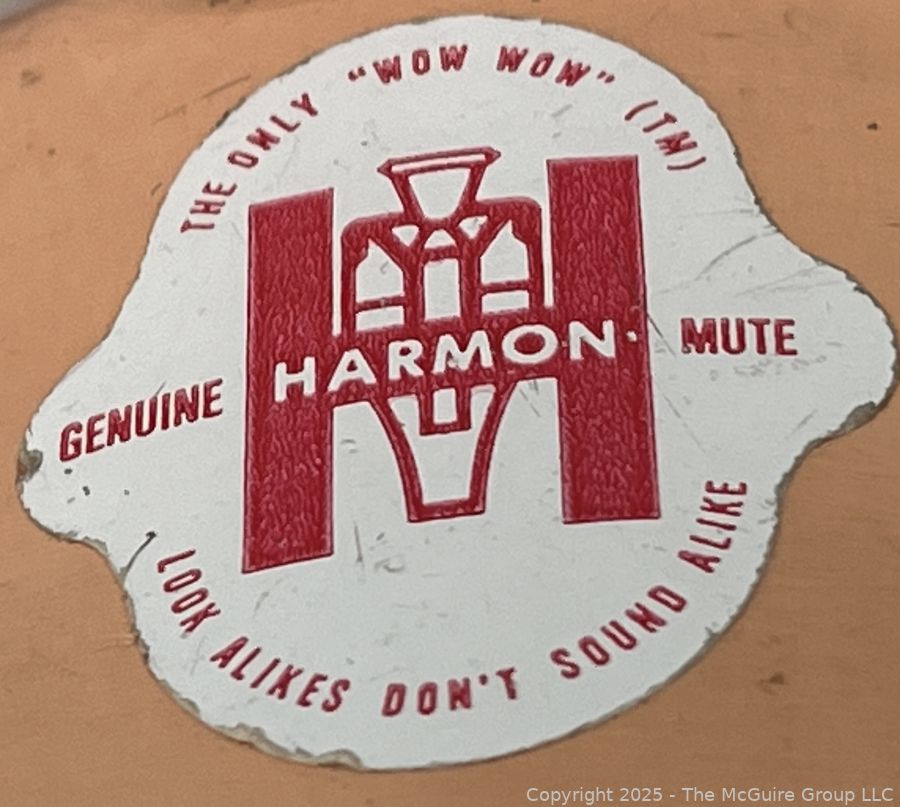 THE ONLY "WOW WOW" (TM)
HARMON
GENUINE
MUTE
LOOK ALIKES DON'T SOUND ALIKE
Copyright 2025 - The McGuire Group LLC